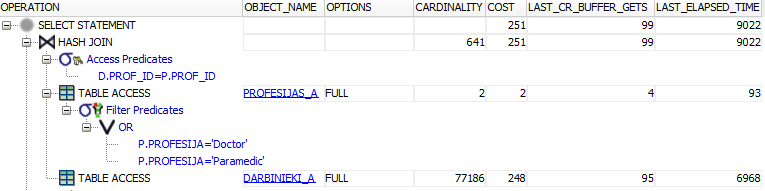 OPERATION OBJECT_NAME OPTIONS CARDINALITY COST LAST_CR_BUFFER_GETS LAST_ELAPSED_TIME
SELECT STATEMENT 251 99 9022
HASH JOIN 641 251 99 9022
Access Predicates
D.PROF_ID=P.PROF_ID
TABLE ACCESS PROFESIJAS_A FULL 2 2 4 93
Filter Predicates
OR
P.PROFESIJA='Doctor'
P.PROFESIJA='Paramedic'
TABLE ACCESS DARBINIEKI_A FULL 77186 248 95 6968